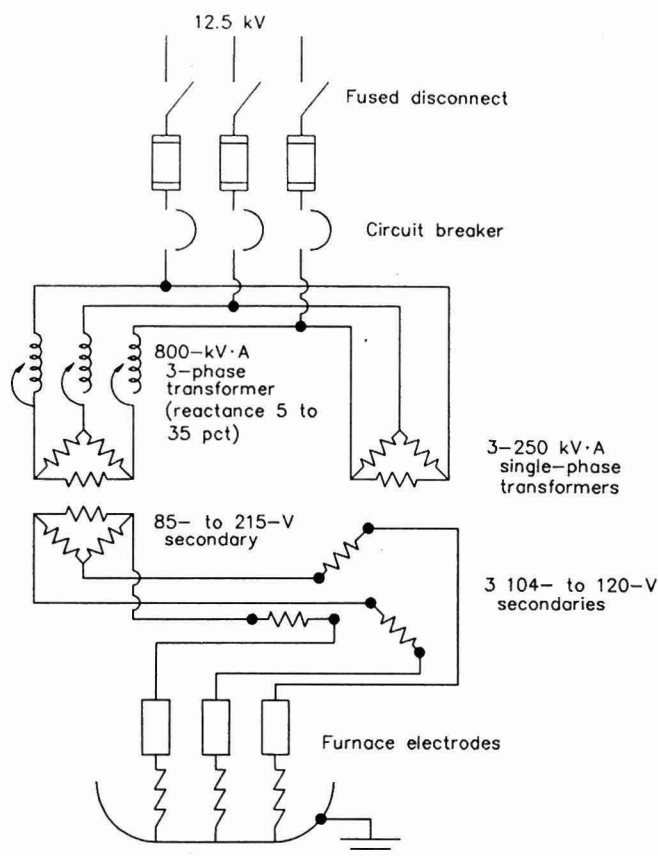 12.5 kV
Fused disconnect
Circuit breaker
800-kV·A
3-phase
transformer
(reactance 5 to
35 pct)
3-250 kV·A
single-phase
transformers
85- to 215-V
secondary
3 104- to 120-V
secondaries
Furnace electrodes